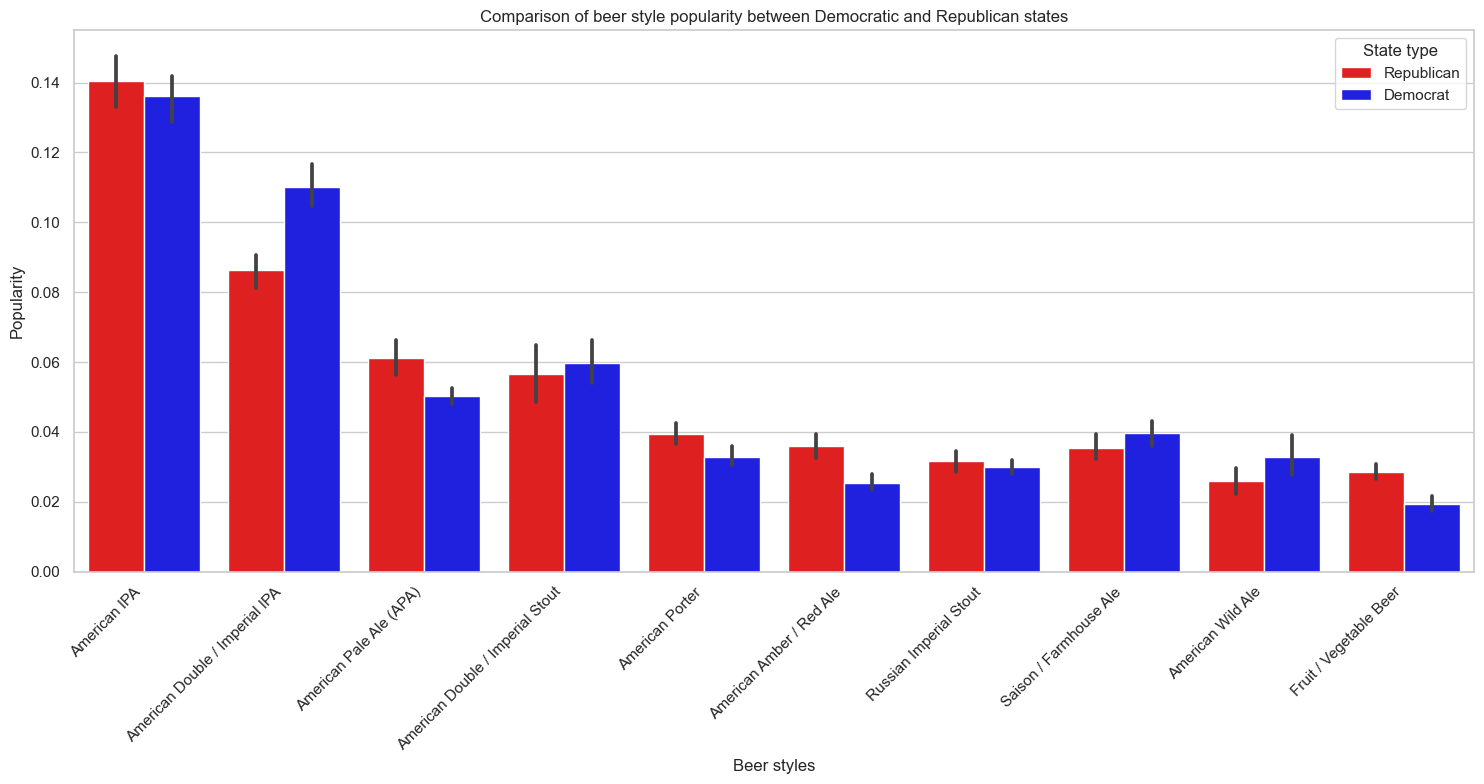 Comparison of beer style popularity between Democratic and Republican states
State type
Republican
Democrat
Popularity
0.14
0.12
0.10
0.08
0.06
0.04
0.02
0.00
American IPA
American Double / Imperial IPA
American Pale Ale (APA)
American Double / Imperial Stout
American Porter
American Amber / Red Ale
Russian Imperial Stout
Saison / Farmhouse Ale
American Wild Ale
Fruit / Vegetable Beer
Beer styles